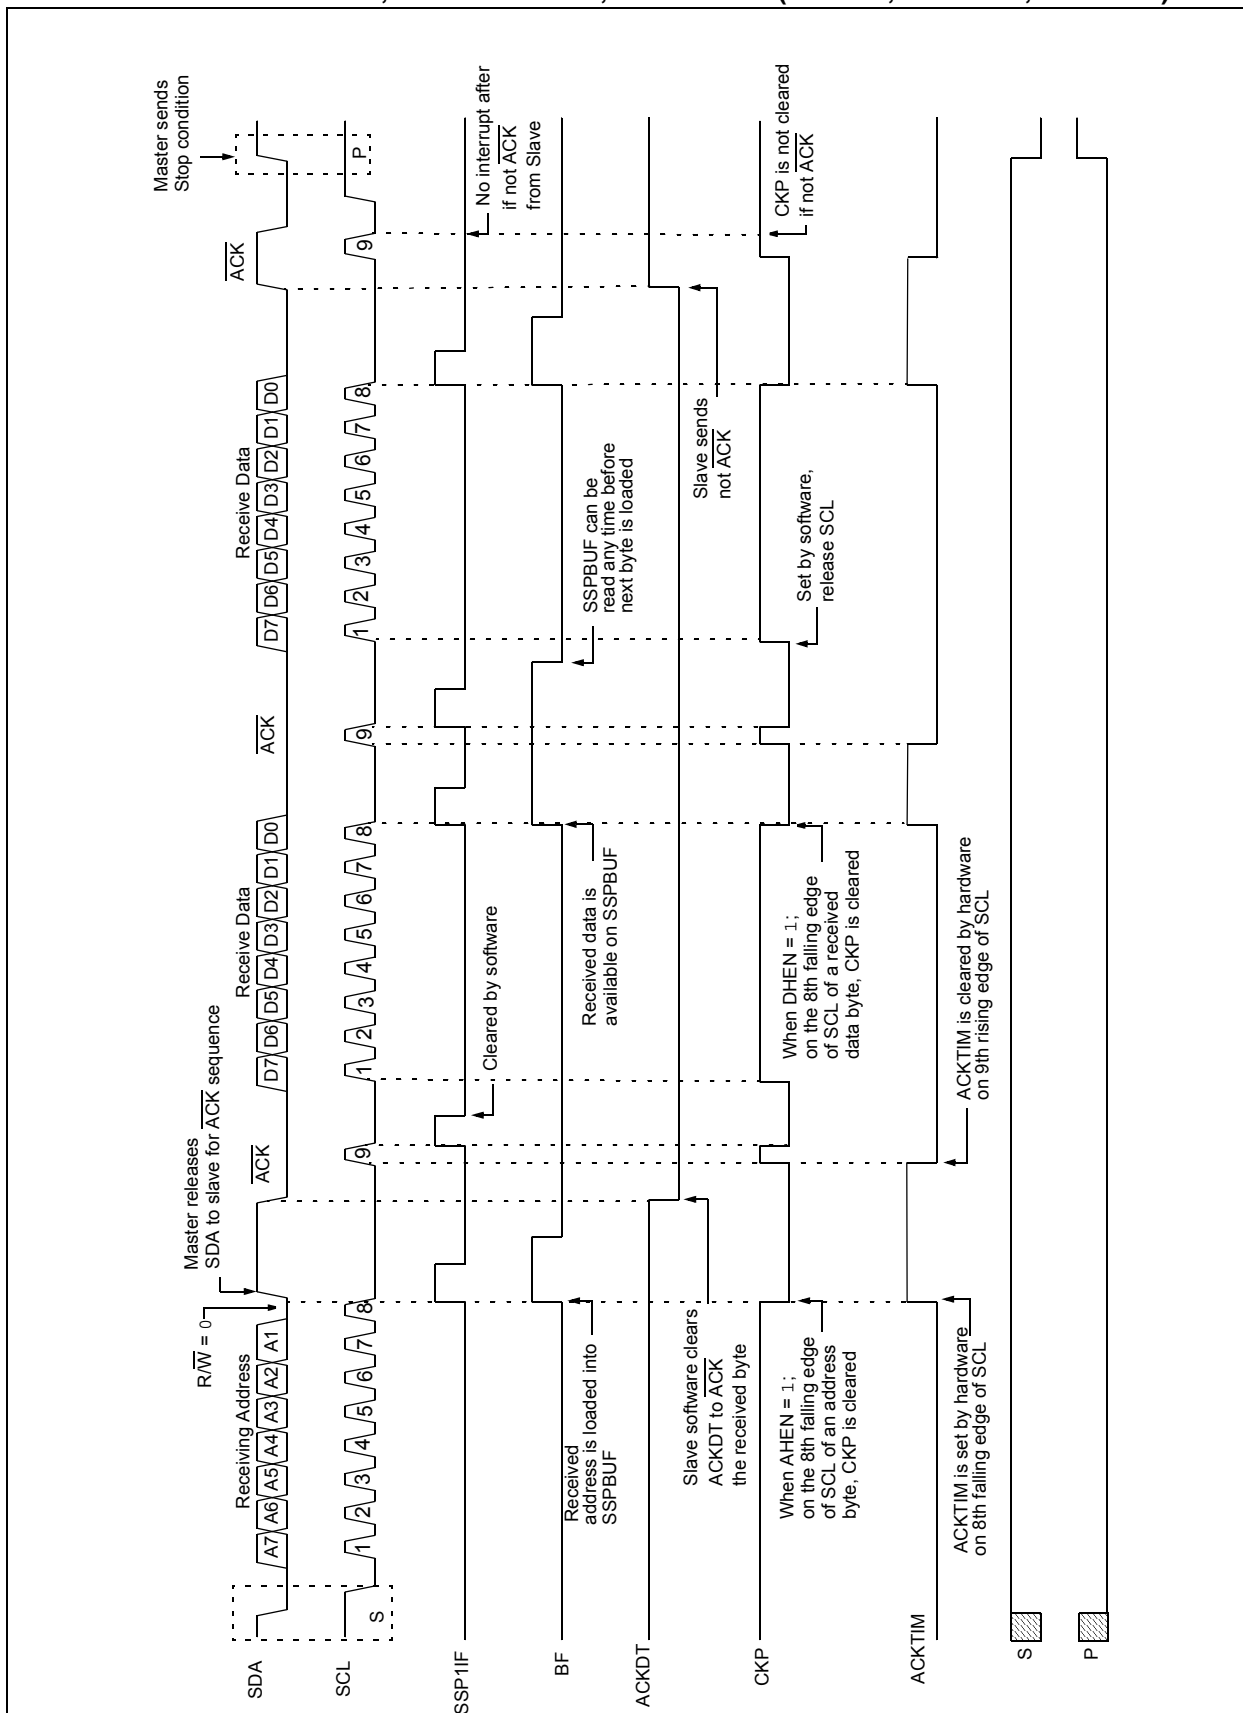 Master sends
Stop condition
Master releases
SDA to slave for ACK sequence
R/W = 0
Receiving Address
Receive Data
Receive Data
ACK
ACK
ACK
SDA
A7 A6 A5 A4 A3 A2 A1
D7 D6 D5 D4 D3 D2 D1 D0
D7 D6 D5 D4 D3 D2 D1 D0
SCL
S
1 2 3 4 5 6 7 8 9
1 2 3 4 5 6 7 8 9
1 2 3 4 5 6 7 8 9
P
SSP1IF
Cleared by software
No interrupt after
if not ACK
from Slave
BF
Received
address is loaded into
SSPBUF
Received data is
available on SSPBUF
SSPBUF can be
read any time before
next byte is loaded
ACKDT
Slave software clears
ACKDT to ACK
the received byte
Slave sends
not ACK
CKP
When AHEN = 1;
on the 8th falling edge
of SCL of an address
byte, CKP is cleared
When DHEN = 1;
on the 8th falling edge
of SCL of a received
data byte, CKP is cleared
Set by software,
release SCL
CKP is not cleared
if not ACK
ACKTIM
ACKTIM is set by hardware
on 8th falling edge of SCL
ACKTIM is cleared by hardware
on 9th rising edge of SCL
S
P